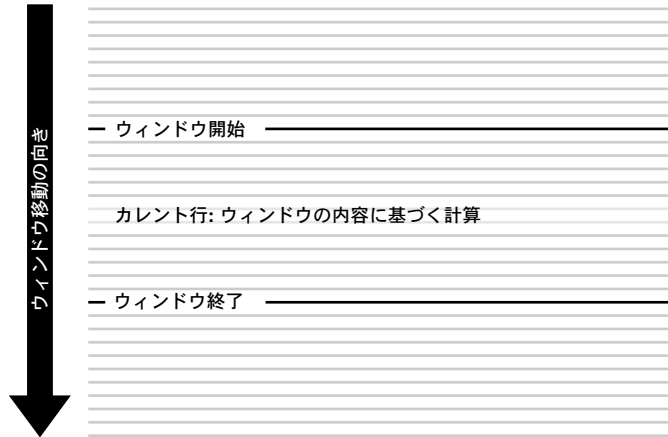 ウィンドウ移動の向き
ウィンドウ開始
カレント行: ウィンドウの内容に基づく計算
ウィンドウ終了